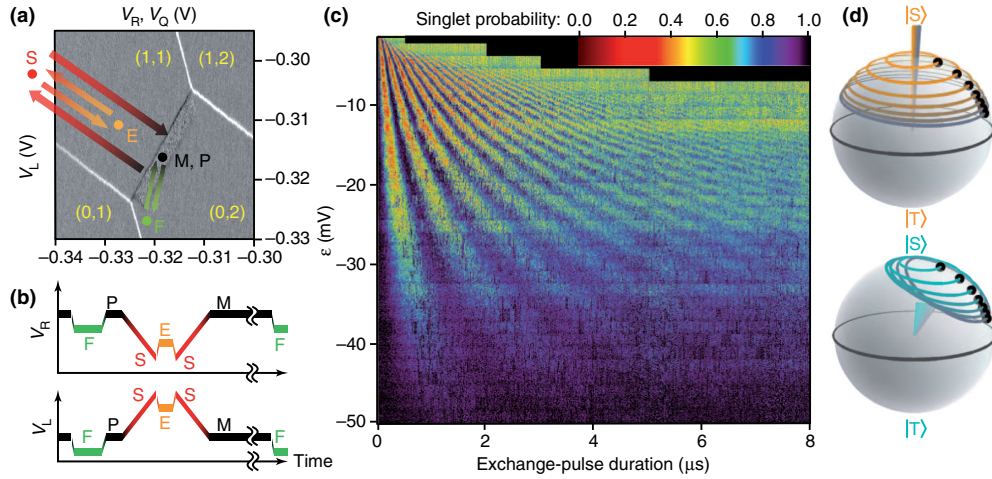 (a)
V_R, V_Q (V)
(1,1)
(1,2)
S
E
M, P
F
(0,1)
(0,2)
V_L (V)
−0.30
−0.31
−0.32
−0.33
−0.34 −0.33 −0.32 −0.31 −0.30
(b)
V_R
F P S E S M F
V_L
F P S E S M F
Time
(c)
Singlet probability: 0.0 0.2 0.4 0.6 0.8 1.0
ε (mV)
−10
−20
−30
−40
−50
0 2 4 6 8
Exchange-pulse duration (μs)
(d)
|S⟩
|T⟩
|S⟩
|T⟩